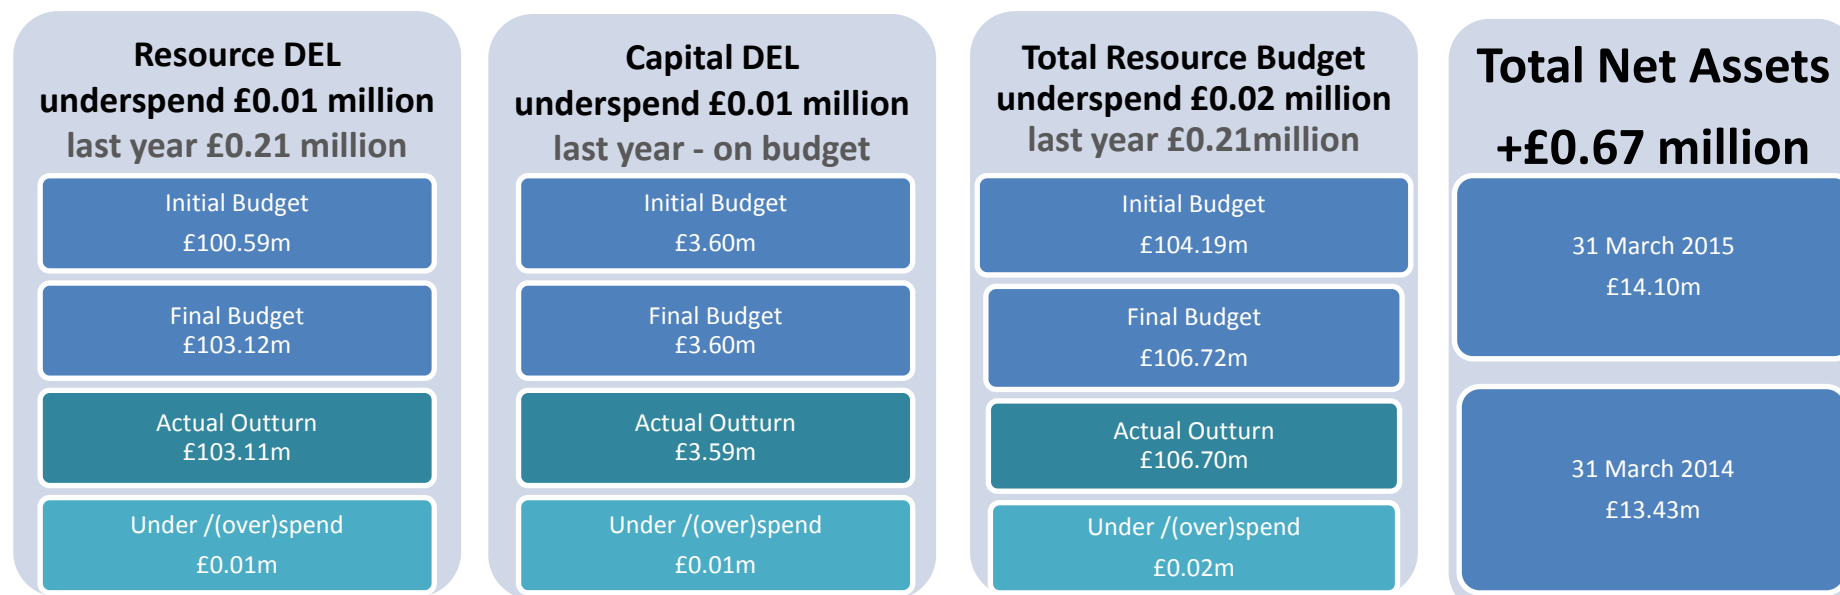 Resource DEL
underspend £0.01 million
last year £0.21 million
Initial Budget
£100.59m
Final Budget
£103.12m
Actual Outturn
£103.11m
Under /(over)spend
£0.01m
Capital DEL
underspend £0.01 million
last year - on budget
Initial Budget
£3.60m
Final Budget
£3.60m
Actual Outturn
£3.59m
Under /(over)spend
£0.01m
Total Resource Budget
underspend £0.02 million
last year £0.21million
Initial Budget
£104.19m
Final Budget
£106.72m
Actual Outturn
£106.70m
Under /(over)spend
£0.02m
Total Net Assets
+£0.67 million
31 March 2015
£14.10m
31 March 2014
£13.43m